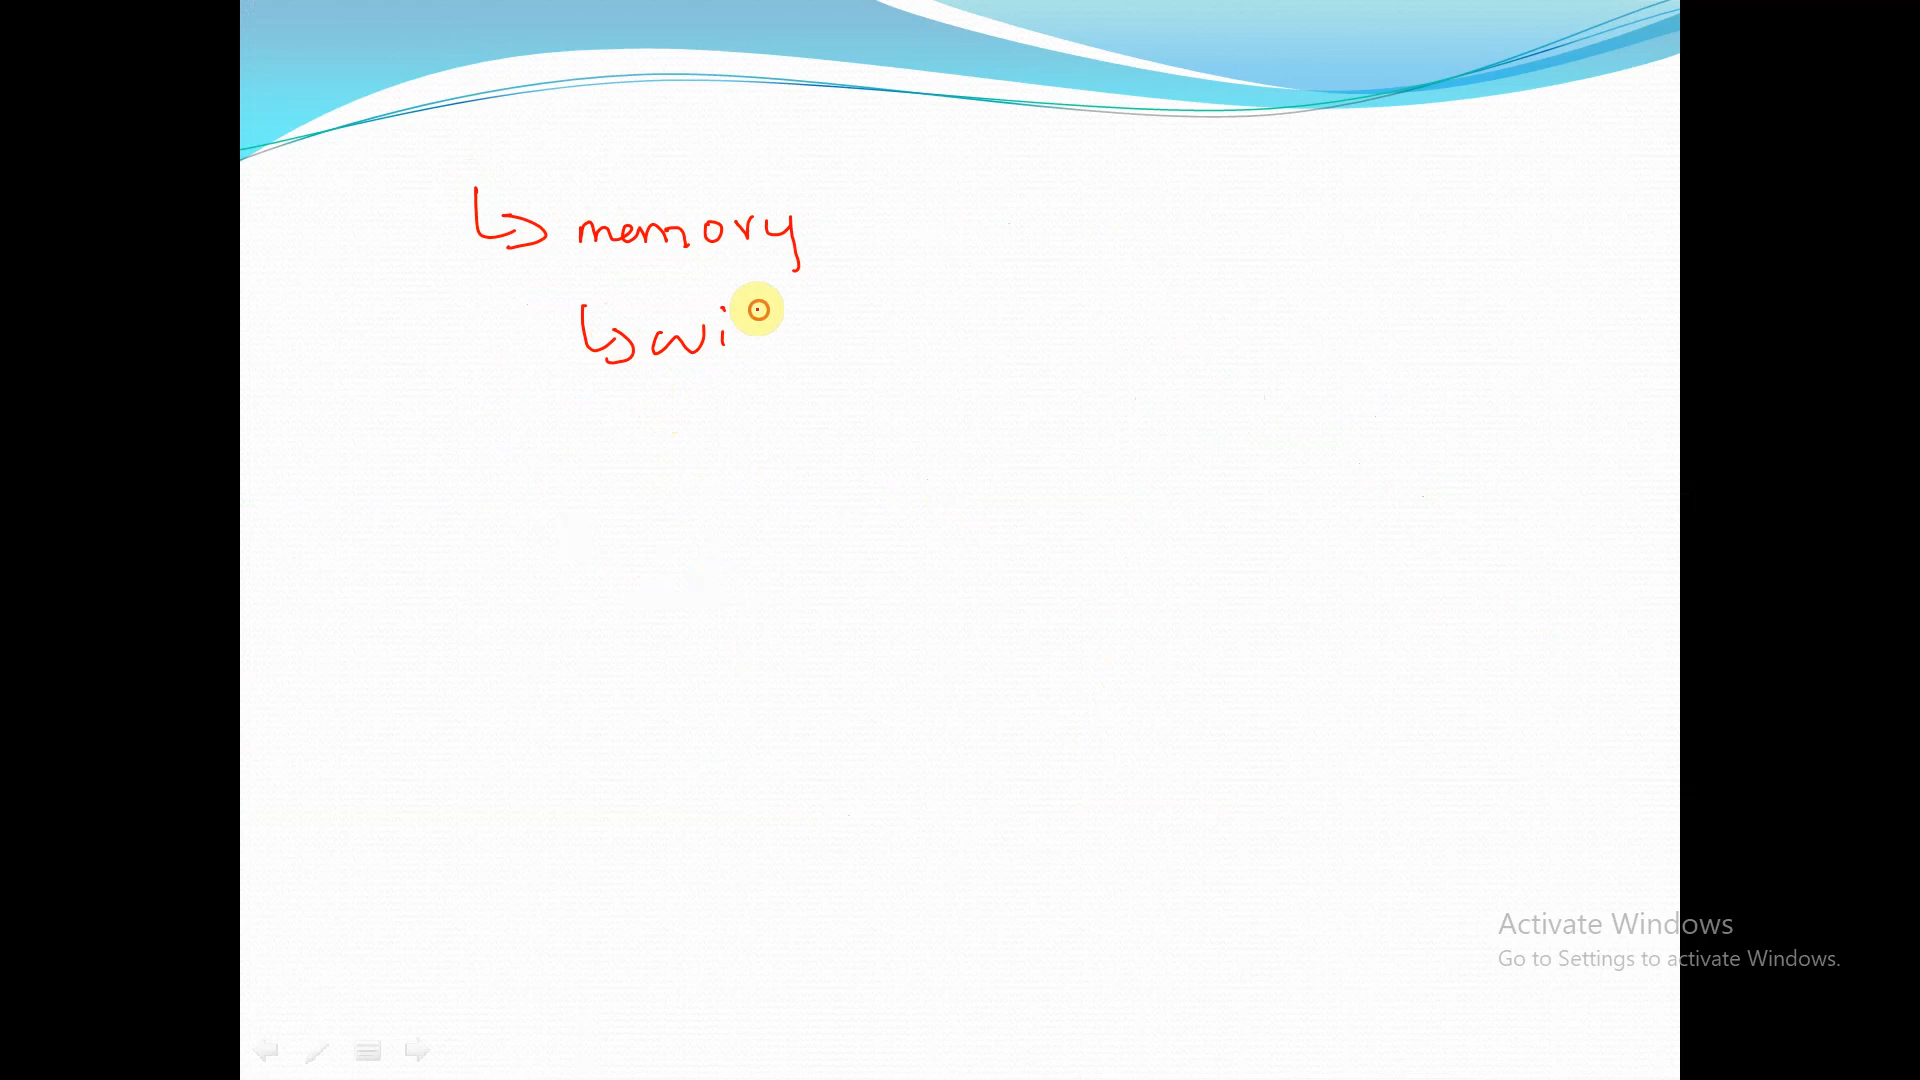 ↳ memory
↳ wi
Activate Windows
Go to Settings to activate Windows.